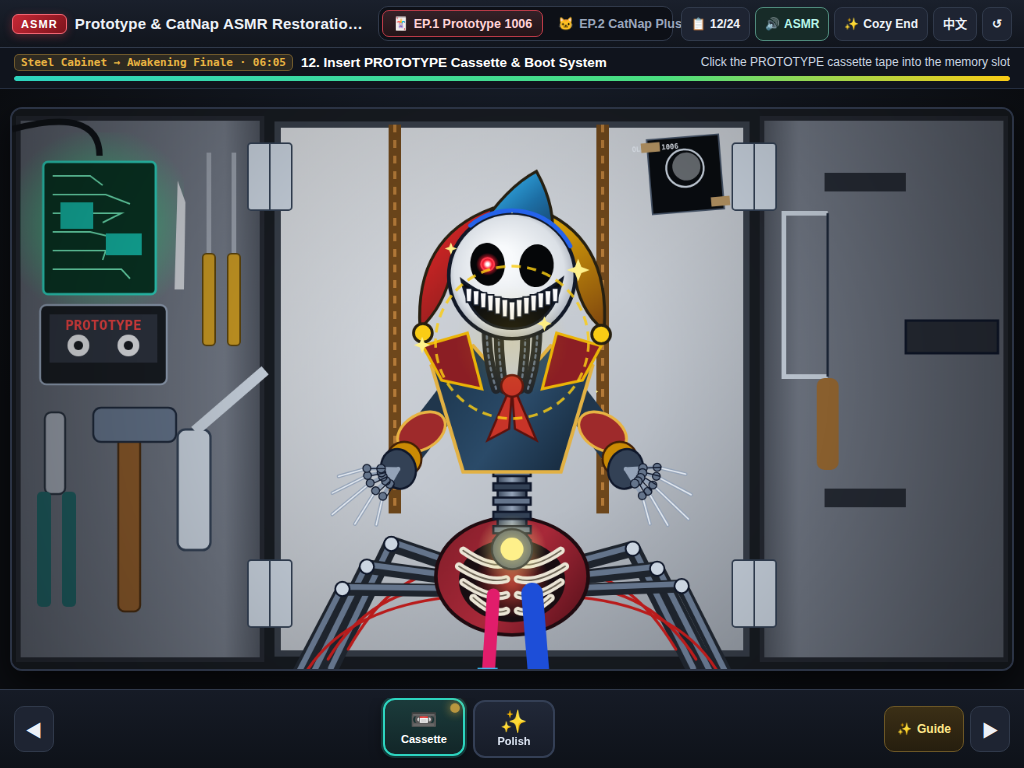 ASMR
Prototype & CatNap ASMR Restoratio...
🃏 EP.1 Prototype 1006
🐱 EP.2 CatNap Plus
📋 12/24
🔊 ASMR
✨ Cozy End
中文
↺
Steel Cabinet → Awakening Finale · 06:05
12. Insert PROTOTYPE Cassette & Boot System
Click the PROTOTYPE cassette tape into the memory slot
1006
PROTOTYPE
◀
Cassette
Polish
✨ Guide
▶